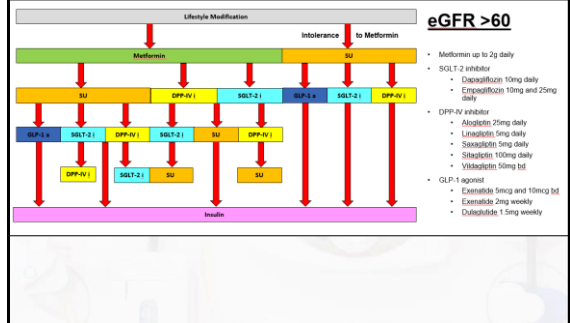 Lifestyle Modification
Intolerance to Metformin
Metformin SU
SU DPP-IV i SGLT-2 i GLP-1 a SGLT-2 i DPP-IV i
GLP-1 a SGLT-2 i DPP-IV i SGLT-2 i SU DPP-IV i
DPP-IV i SGLT-2 i SU SU
Insulin
eGFR >60
• Metformin up to 2g daily
• SGLT-2 inhibitor
• Dapagliflozin 10mg daily
• Empagliflozin 10mg and 25mg
daily
• DPP-IV inhibitor
• Alogliptin 25mg daily
• Linagliptin 5mg daily
• Saxagliptin 5mg daily
• Sitagliptin 100mg daily
• Vildagliptin 50mg bd
• GLP-1 agonist
• Exenatide 5mcg and 10mcg bd
• Exenatide 2mg weekly
• Dulaglutide 1.5mg weekly